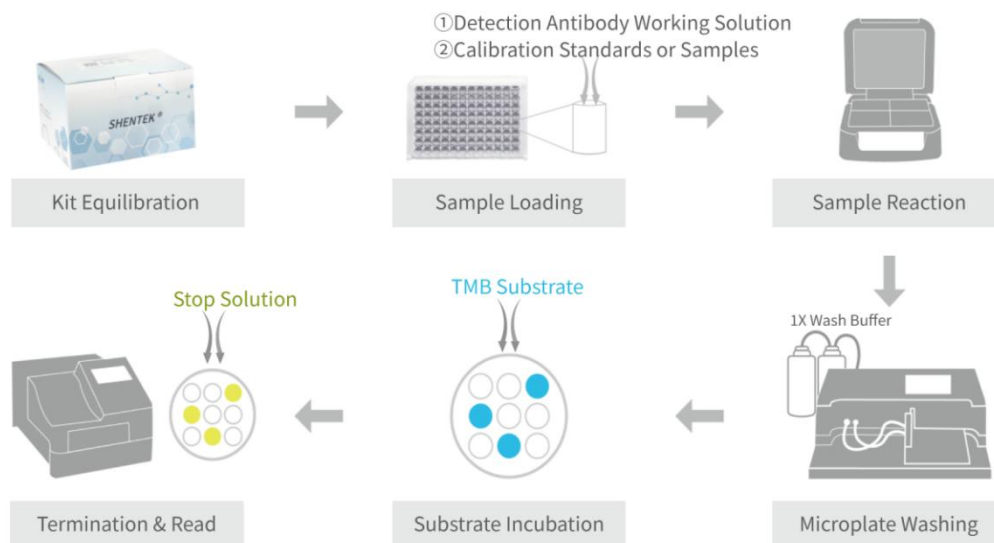 ①Detection Antibody Working Solution
②Calibration Standards or Samples
SHENTEK®
Kit Equilibration
Sample Loading
Sample Reaction
1X Wash Buffer
Microplate Washing
TMB Substrate
Substrate Incubation
Stop Solution
Termination & Read